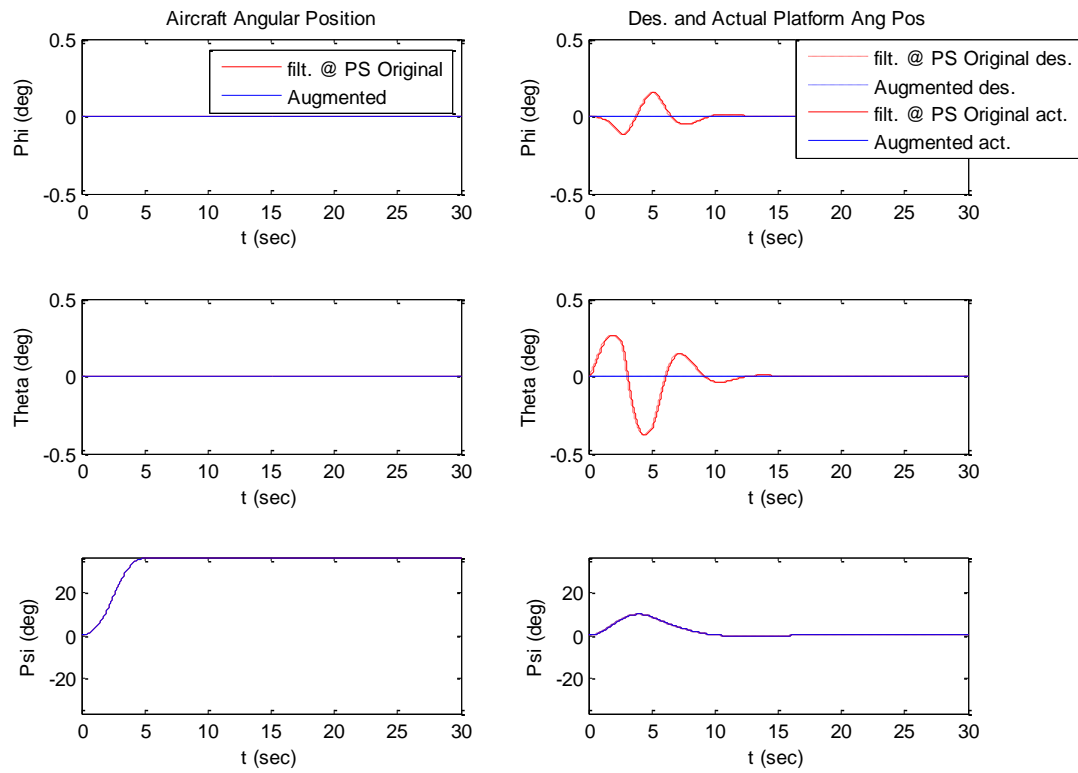 Aircraft Angular Position
Des. and Actual Platform Ang Pos
0.5
0
-0.5
Phi (deg)
filt. @ PS Original
Augmented
0 5 10 15 20 25 30
t (sec)
0.5
0
-0.5
Phi (deg)
filt. @ PS Original des.
Augmented des.
filt. @ PS Original act.
Augmented act.
0 5 10 15 20 25 30
t (sec)
0.5
0
-0.5
Theta (deg)
0 5 10 15 20 25 30
t (sec)
0.5
0
-0.5
Theta (deg)
0 5 10 15 20 25 30
t (sec)
20
0
-20
Psi (deg)
0 5 10 15 20 25 30
t (sec)
20
0
-20
Psi (deg)
0 5 10 15 20 25 30
t (sec)